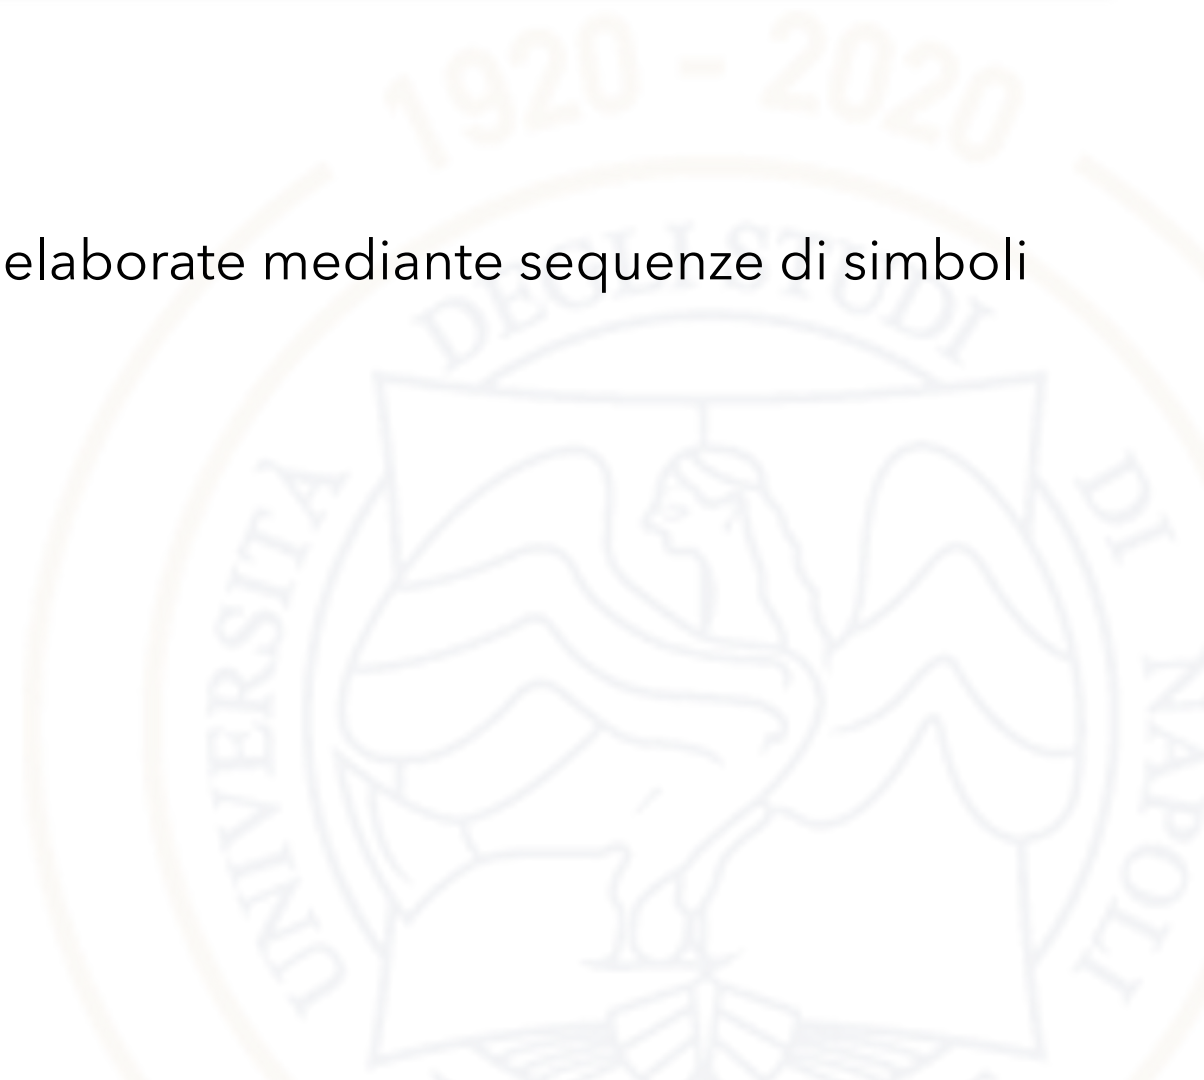 1920 - 2020
elaborate mediante sequenze di simboli
UNIVERSITÀ DEGLI STUDI DI NAPOLI